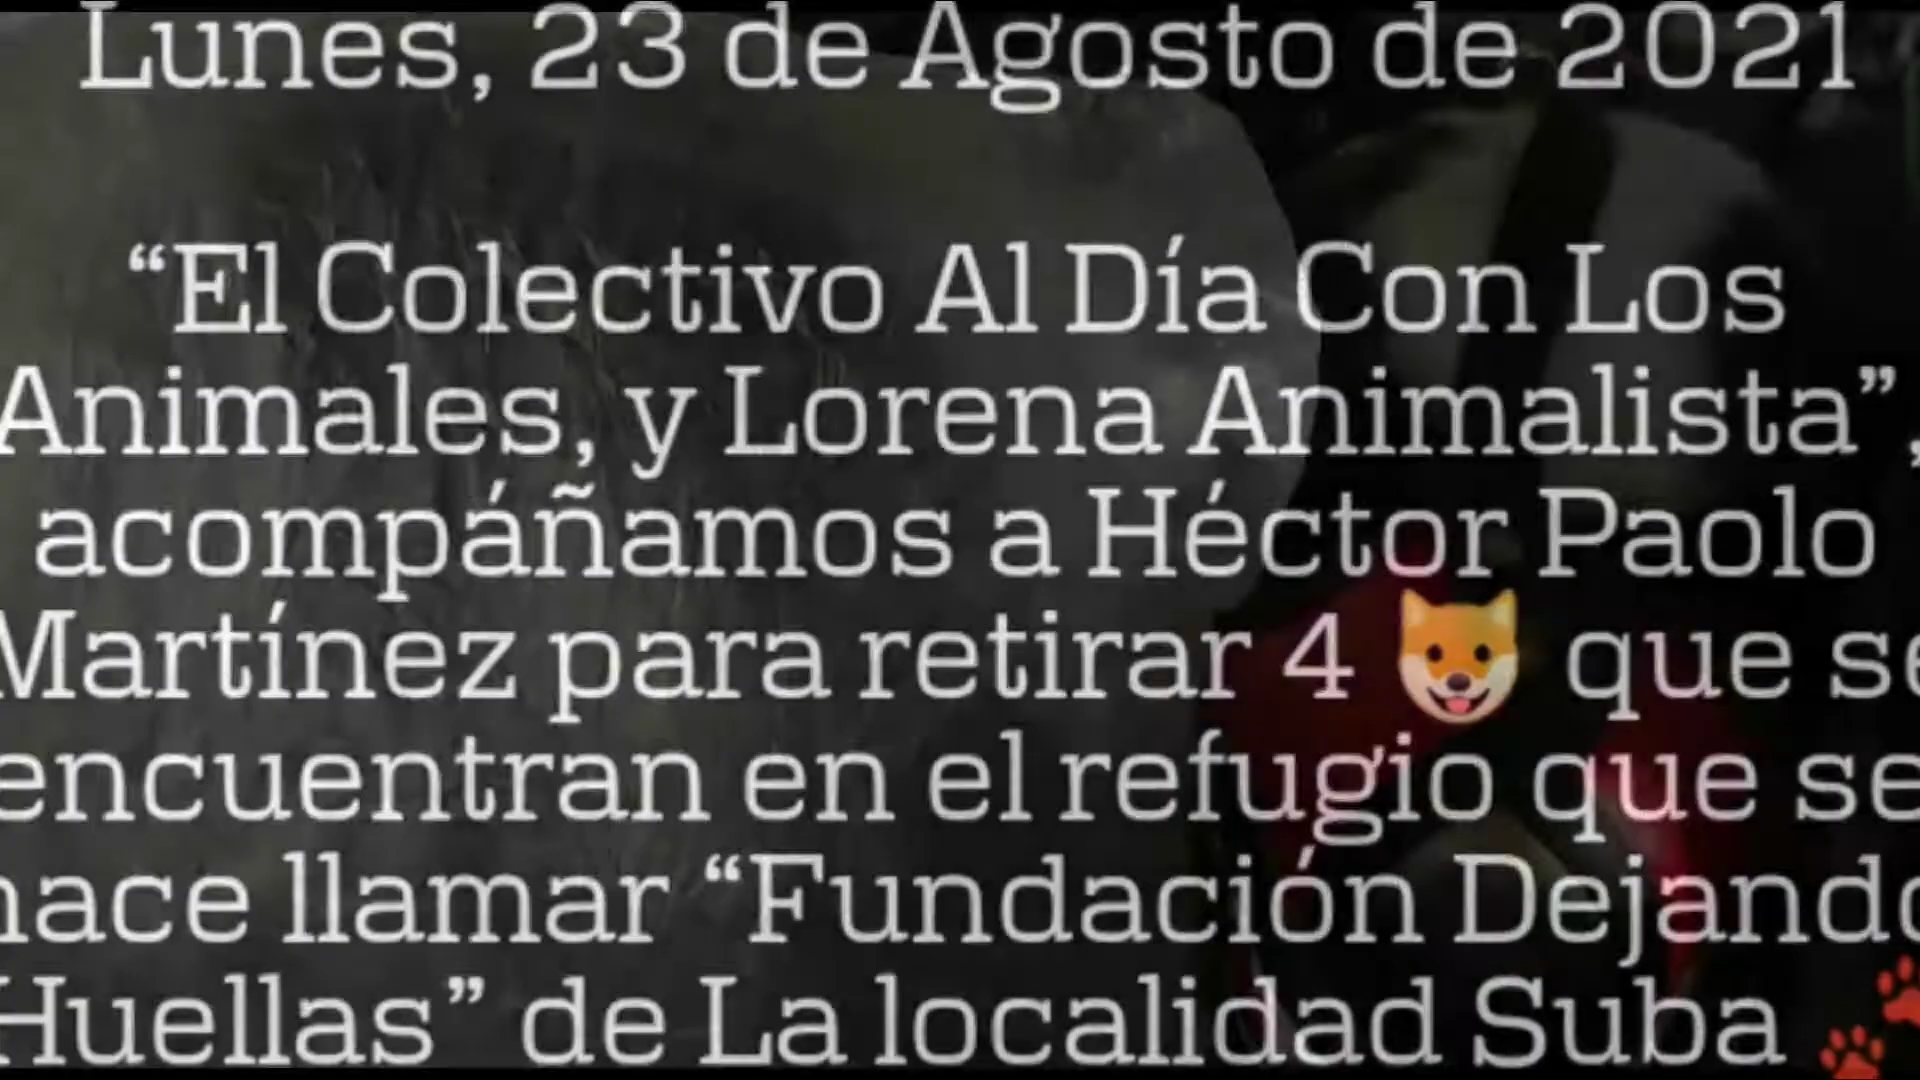 Lunes, 23 de Agosto de 2021
“El Colectivo Al Día Con Los
Animales, y Lorena Animalista” ,
acompáñamos a Héctor Paolo
Martínez para retirar 4 🐶 que se
encuentran en el refugio que se
hace llamar “Fundación Dejando
Huellas” de La localidad Suba 🐾